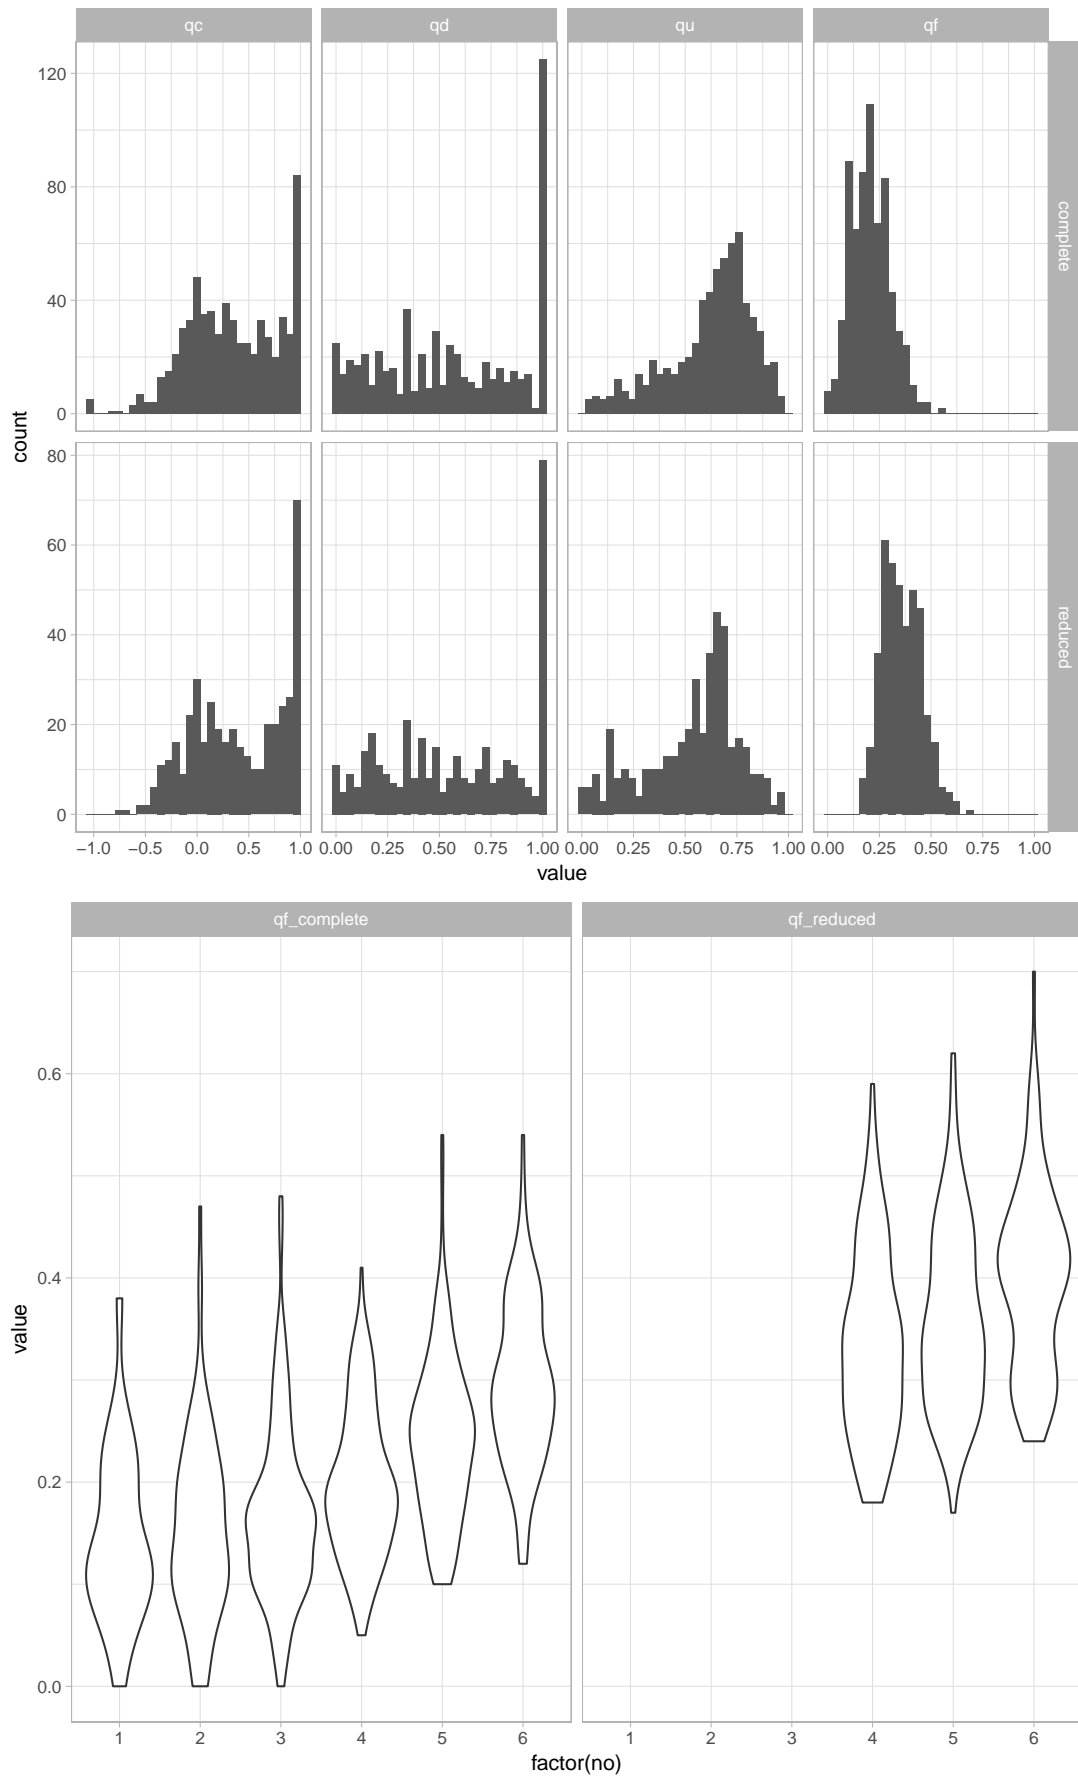 qc qd qu qf
120
80
40
0
complete
count
80
60
40
20
0
reduced
−1.0 −0.5 0.0 0.5 1.0 0.00 0.25 0.50 0.75 1.00 0.00 0.25 0.50 0.75 1.00 0.00 0.25 0.50 0.75 1.00
value
qf_complete qf_reduced
0.6
0.4
value
0.2
0.0
1 2 3 4 5 6 1 2 3 4 5 6
factor(no)